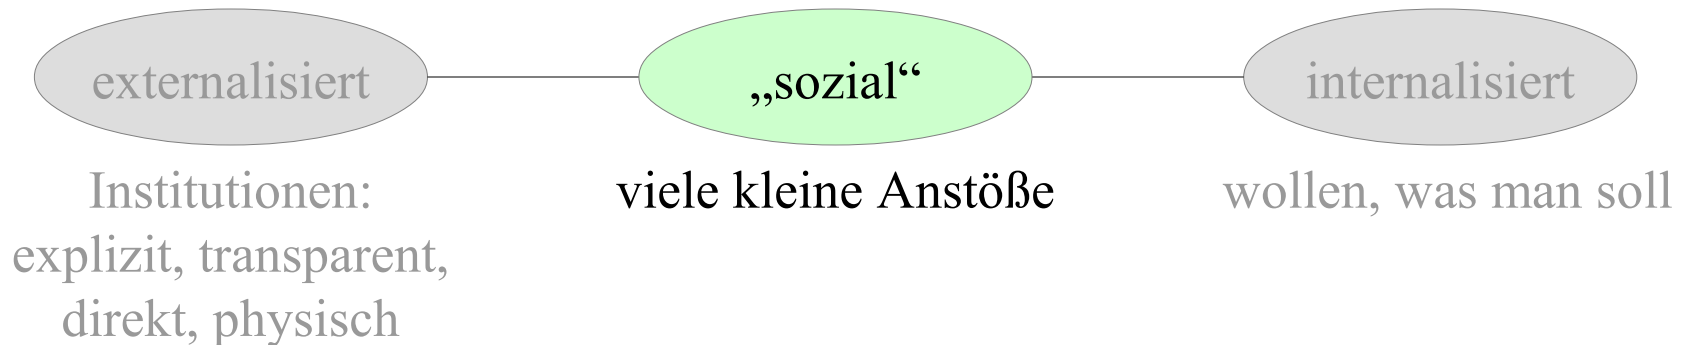 externalisiert
„sozial“
internalisiert
Institutionen:
explizit, transparent,
direkt, physisch
viele kleine Anstöße
wollen, was man soll